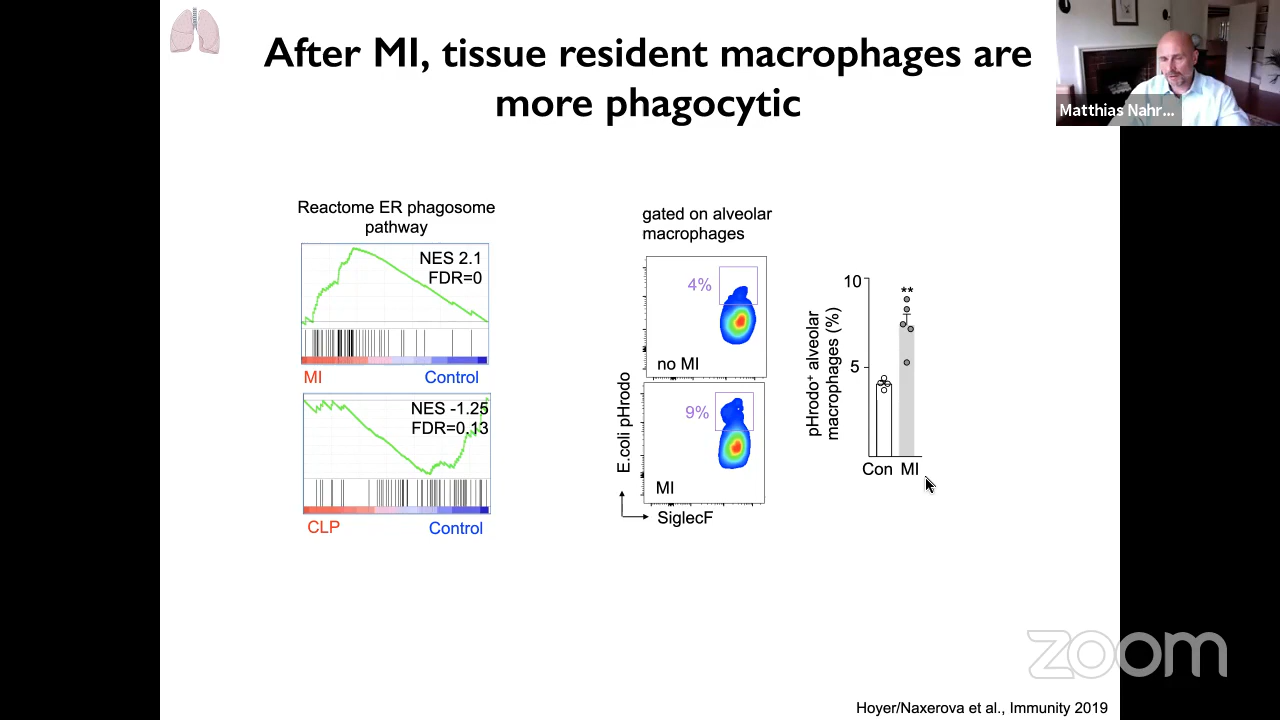 After MI, tissue resident macrophages are
more phagocytic
Matthias Nahr...
Reactome ER phagosome
pathway
NES 2.1
FDR=0
MI Control
NES -1.25
FDR=0.13
CLP Control
gated on alveolar
macrophages
4%
no MI
9%
MI
E.coli pHrodo
SiglecF
pHrodo+ alveolar
macrophages (%)
10
5
**
Con MI
zoom
Hoyer/Naxerova et al., Immunity 2019